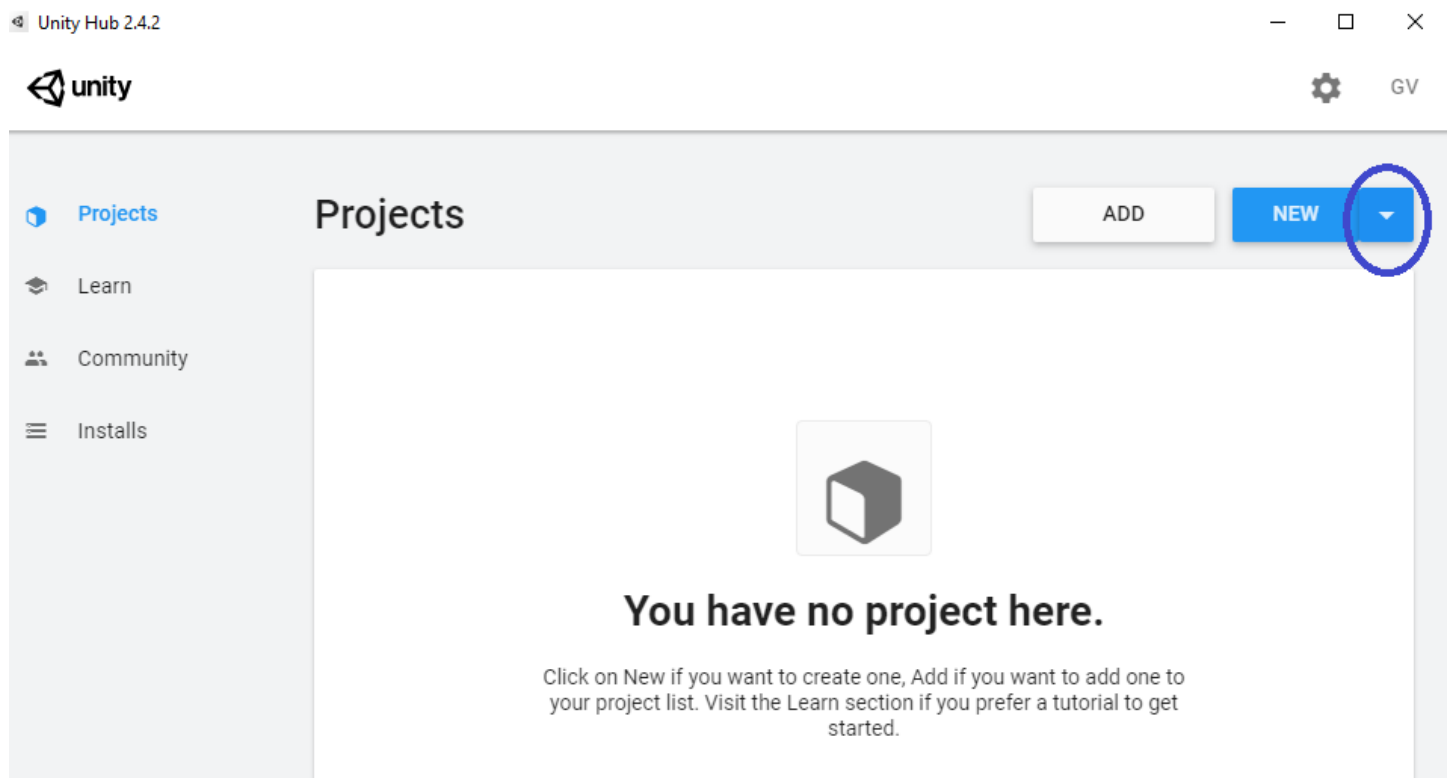 Unity Hub 2.4.2
unity
GV
Projects
Projects
ADD
NEW
Learn
Community
Installs
You have no project here.
Click on New if you want to create one, Add if you want to add one to
your project list. Visit the Learn section if you prefer a tutorial to get
started.